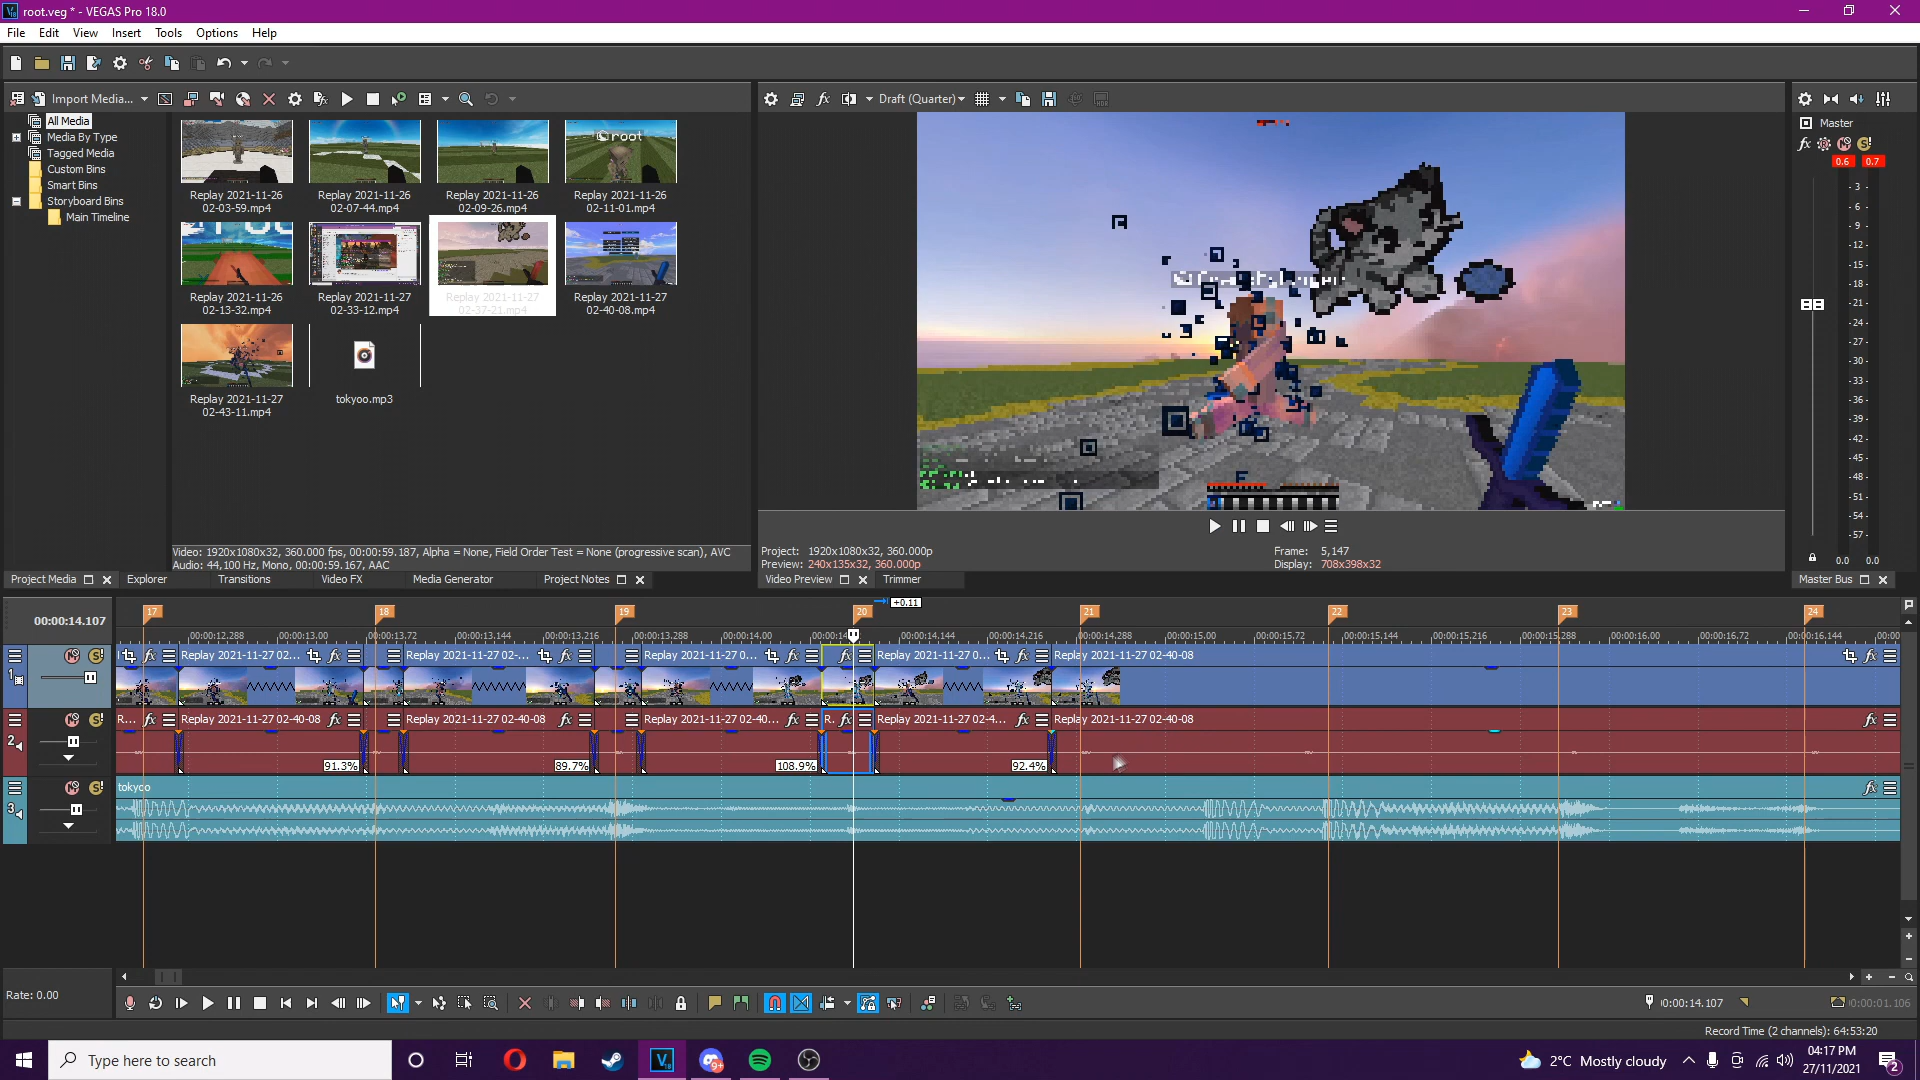 root.veg * - VEGAS Pro 18.0
File Edit View Insert Tools Options Help
Import Media...
All Media
Media By Type
Tagged Media
Custom Bins
Smart Bins
Storyboard Bins
Main Timeline
root
Replay 2021-11-26 02-03-59.mp4
Replay 2021-11-26 02-07-44.mp4
Replay 2021-11-26 02-09-26.mp4
Replay 2021-11-26 02-11-01.mp4
Replay 2021-11-26 02-13-32.mp4
Replay 2021-11-27 02-33-12.mp4
Replay 2021-11-27 02-37-21.mp4
Replay 2021-11-27 02-40-08.mp4
Replay 2021-11-27 02-43-11.mp4
tokyoo.mp3
Video: 1920x1080x32, 360.000 fps, 00:00:59.187, Alpha = None, Field Order Test = None (progressive scan), AVC
Audio: 44,100 Hz, Mono, 00:00:59.167, AAC
Project Media Explorer Transitions Video FX Media Generator Project Notes
Draft (Quarter)
Project: 1920x1080x32, 360.000p
Preview: 240x135x32, 360.000p
Frame: 5,147
Display: 708x398x32
Video Preview Trimmer
Master
fx
0.6 0.7
- 3 -
- 6 -
- 9 -
- 12 -
- 15 -
- 18 -
- 21 -
- 24 -
- 27 -
- 30 -
- 33 -
- 36 -
- 39 -
- 42 -
- 45 -
- 48 -
- 51 -
- 54 -
- 57 -
0.0 0.0
Master Bus
00:00:14.107
17 18 19 20 +0.11 21 22 23 24
00:00:12.288 00:00:13.00 00:00:13.72 00:00:13.144 00:00:13.216 00:00:13.288 00:00:14.00 00:00:14.144 00:00:14.216 00:00:14.288 00:00:15.00 00:00:15.72 00:00:15.144 00:00:15.216 00:00:15.288 00:00:16.00 00:00:16.72 00:00:16.144
1 Replay 2021-11-27 02... Replay 2021-11-27 02-... Replay 2021-11-27 0... Replay 2021-11-27 0... Replay 2021-11-27 02-40-08
2 R... Replay 2021-11-27 02-40-08 Replay 2021-11-27 02-40-08 Replay 2021-11-27 02-40... R. Replay 2021-11-27 02-4... Replay 2021-11-27 02-40-08
91.3% 89.7% 108.9% 92.4%
3 tokyoo
Rate: 0.00
00:00:14.107 00:00:01.106
Record Time (2 channels): 64:53:20
Type here to search
2°C Mostly cloudy
04:17 PM
27/11/2021
2